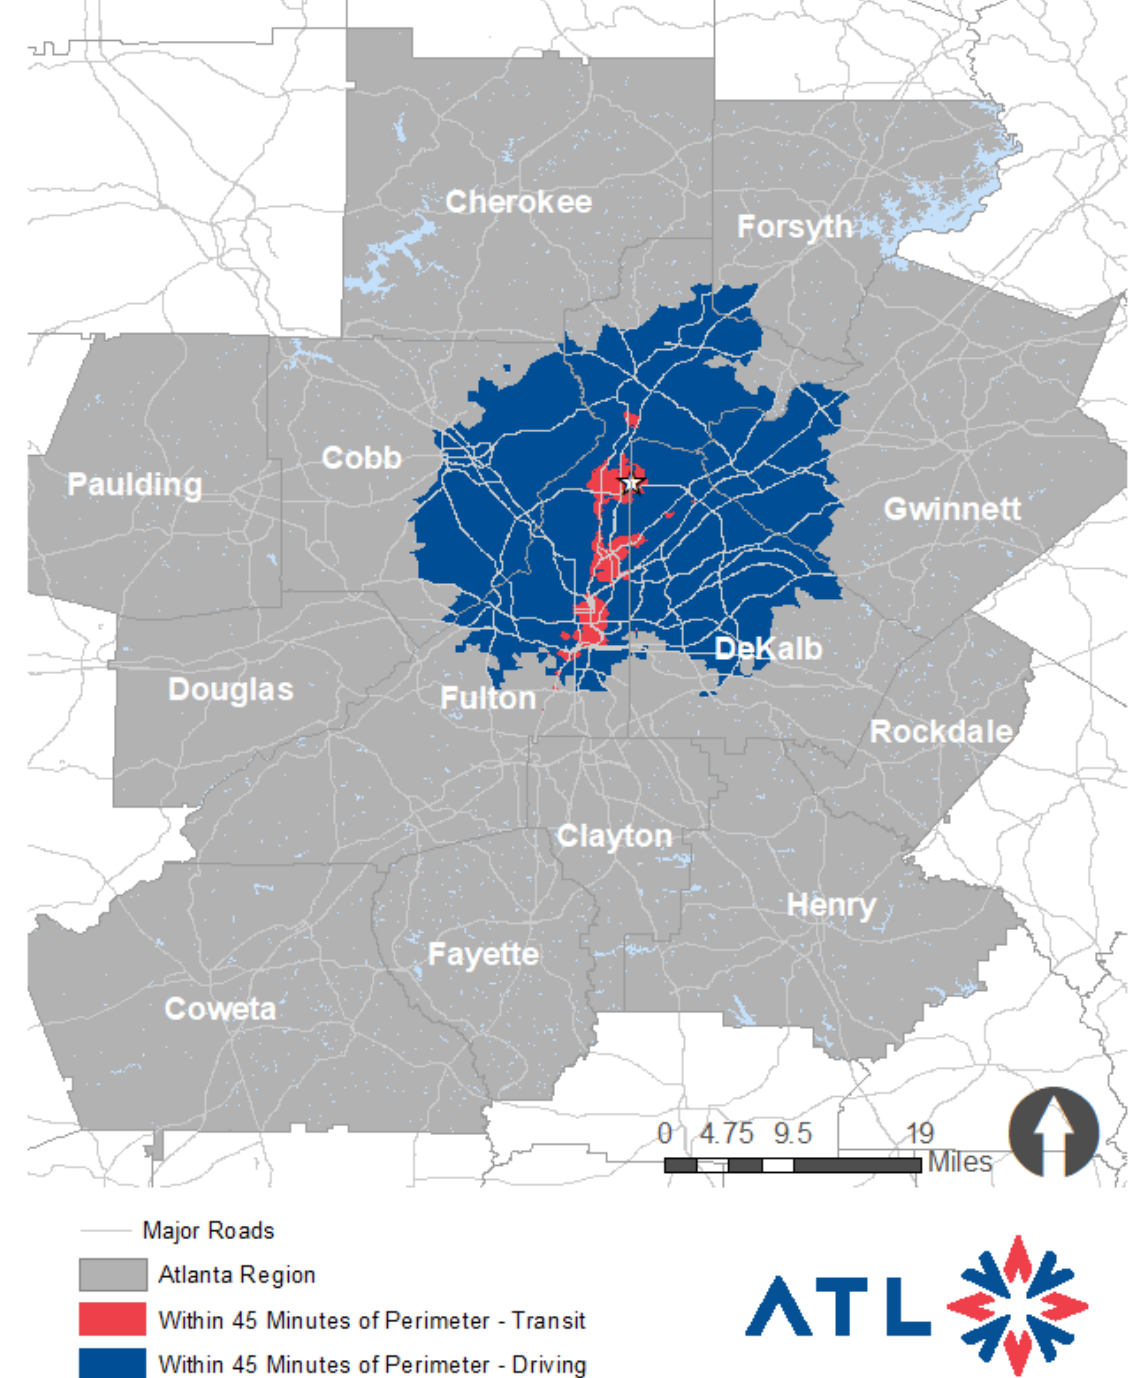 Cherokee
Forsyth
Cobb
Paulding
Gwinnett
DeKalb
Douglas
Fulton
Rockdale
Clayton
Henry
Fayette
Coweta
0 4.75 9.5 19
Miles
Major Roads
Atlanta Region
Within 45 Minutes of Perimeter - Transit
Within 45 Minutes of Perimeter - Driving
ATL